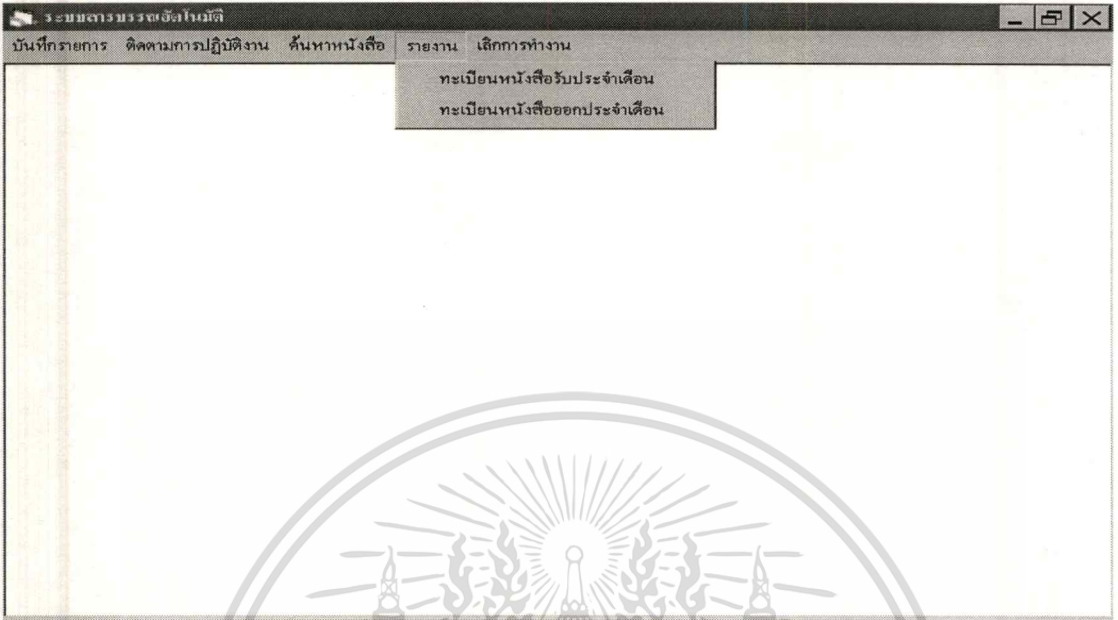 ระบบสารบรรณอัตโนมัติ
บันทึกรายการ ติดตามการปฏิบัติงาน ค้นหาหนังสือ รายงาน เลิกการทำงาน
ทะเบียนหนังสือรับประจำเดือน
ทะเบียนหนังสือออกประจำเดือน